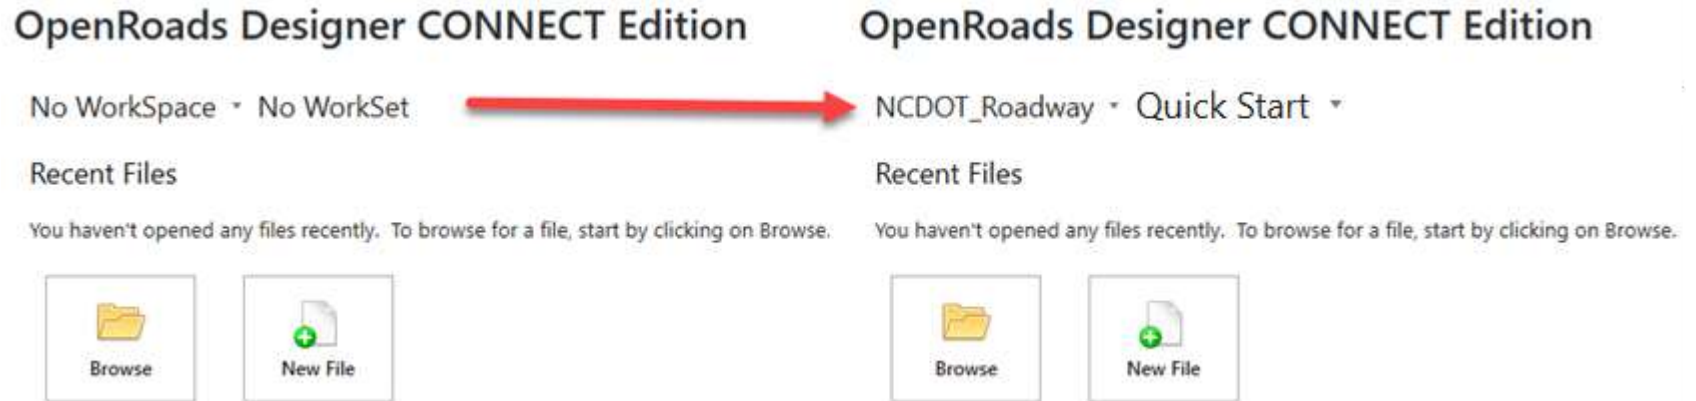 OpenRoads Designer CONNECT Edition
No WorkSpace No WorkSet
Recent Files
You haven't opened any files recently. To browse for a file, start by clicking on Browse.
Browse
New File
OpenRoads Designer CONNECT Edition
NCDOT_Roadway Quick Start
Recent Files
You haven't opened any files recently. To browse for a file, start by clicking on Browse.
Browse
New File